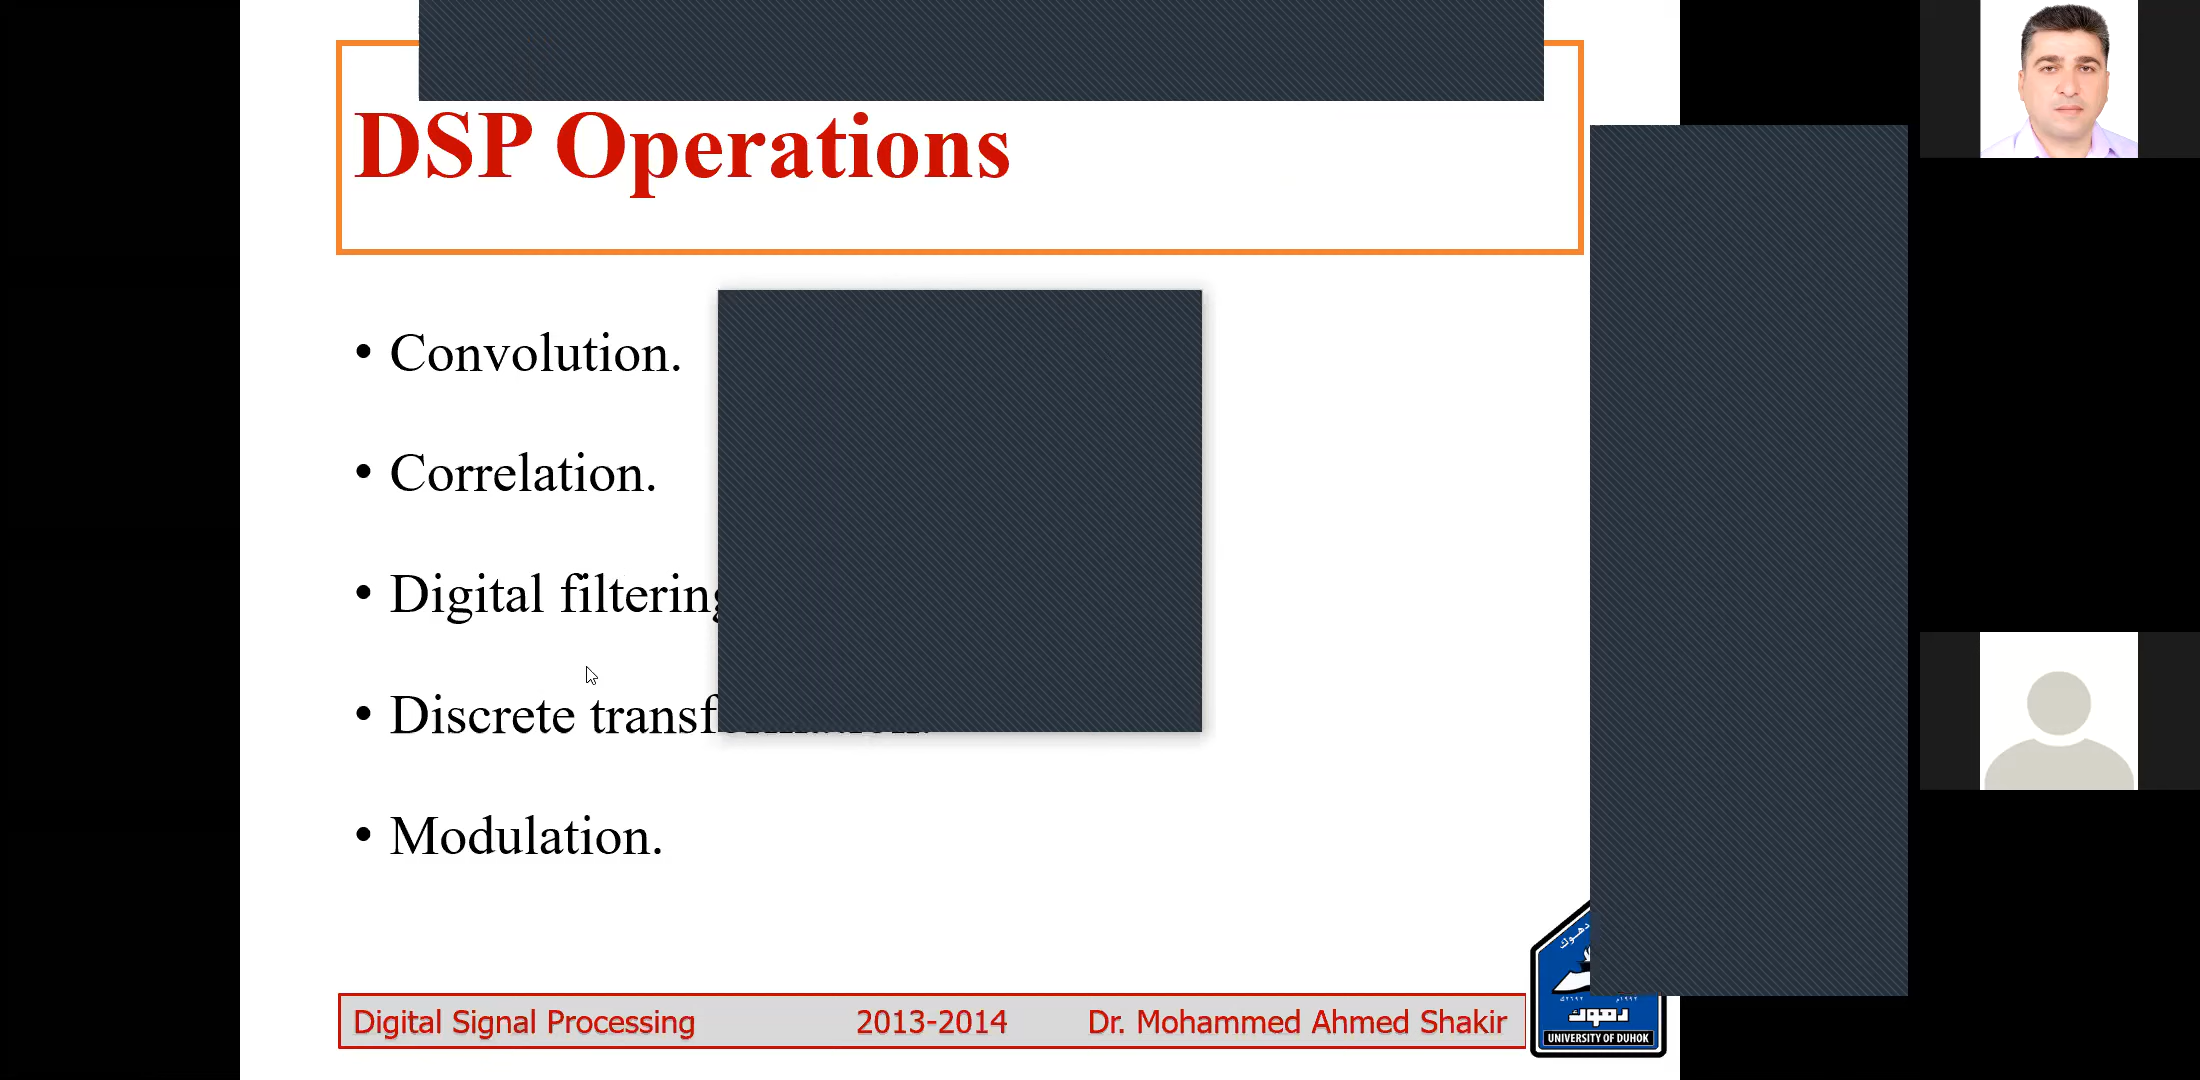 DSP Operations
• Convolution.
• Correlation.
• Digital filtering
• Discrete
• Modulation.
Digital Signal Processing 2013-2014 Dr. Mohammed Ahmed Shakir
دهوك
UNIVERSITY OF DUHOK